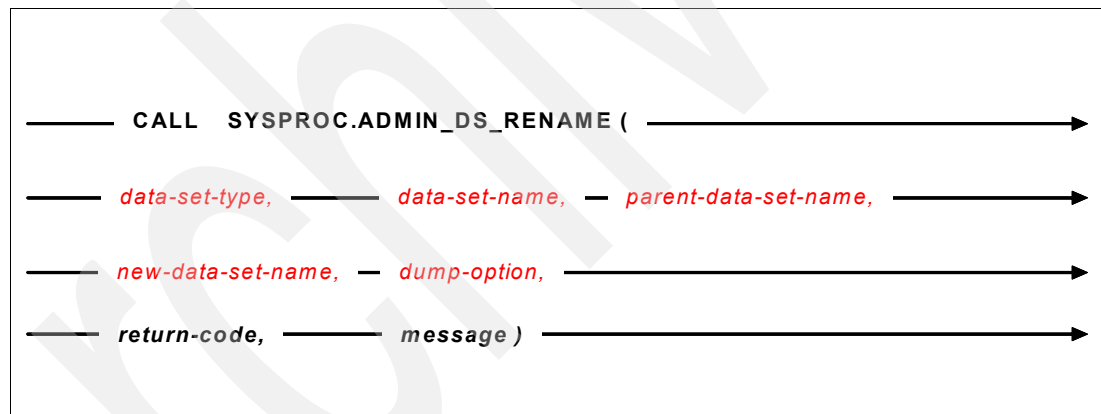 CALL SYSPROC.ADMIN_DS_RENAME (
data-set-type, data-set-name, parent-data-set-name,
new-data-set-name, dump-option,
return-code, message )